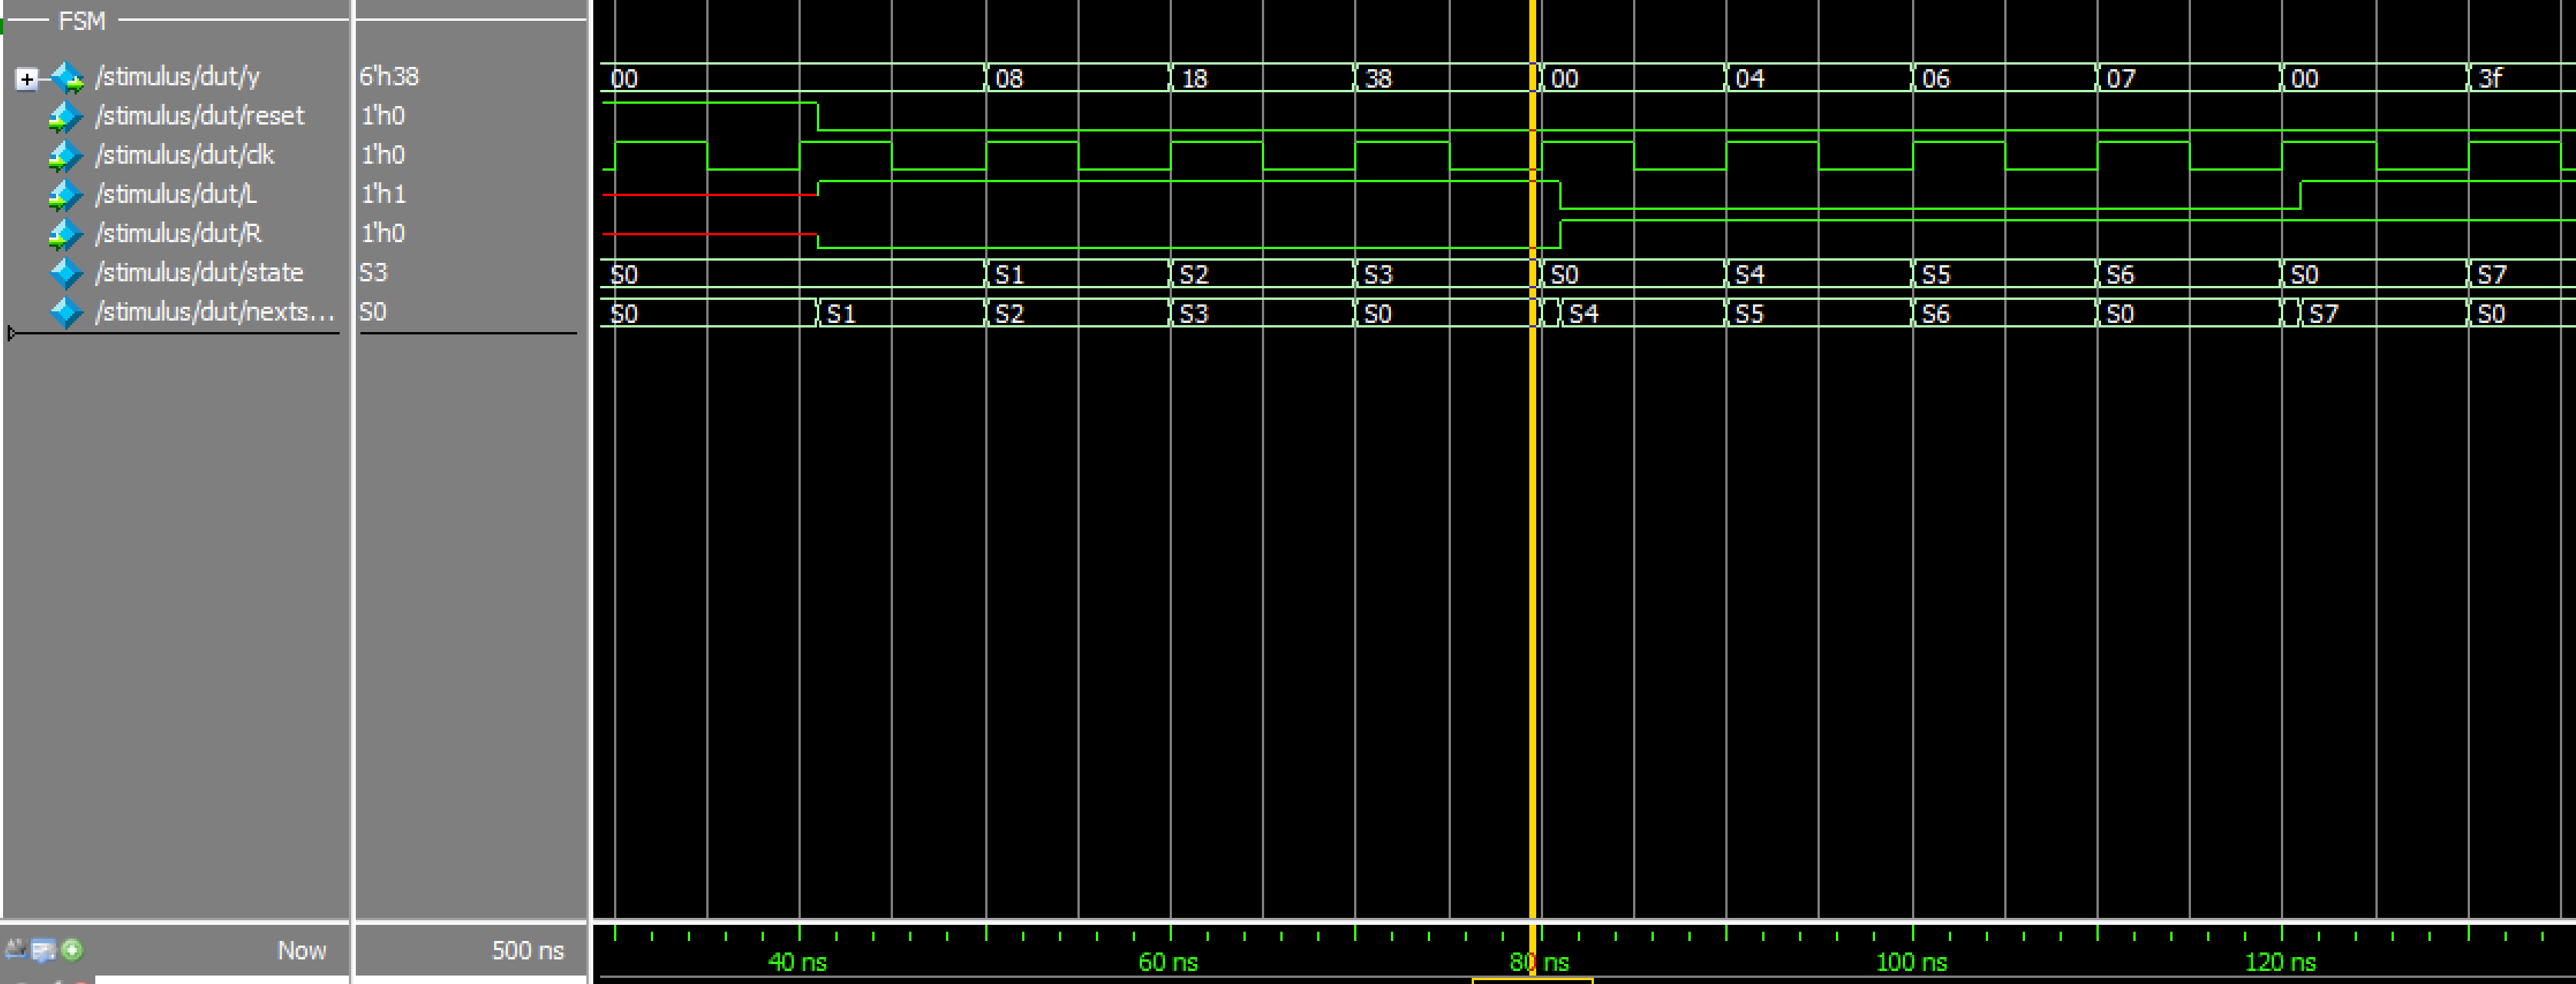 FSM
/stimulus/dut/y 6'h38 00 08 18 38 00 04 06 07 00 3f
/stimulus/dut/reset 1'h0
/stimulus/dut/clk 1'h0
/stimulus/dut/L 1'h1
/stimulus/dut/R 1'h0
/stimulus/dut/state S3 S0 S1 S2 S3 S0 S4 S5 S6 S0 S7
/stimulus/dut/nexts... S0 S0 S1 S2 S3 S0 S4 S5 S6 S0 S7 S0
Now 500 ns 40 ns 60 ns 80 ns 100 ns 120 ns